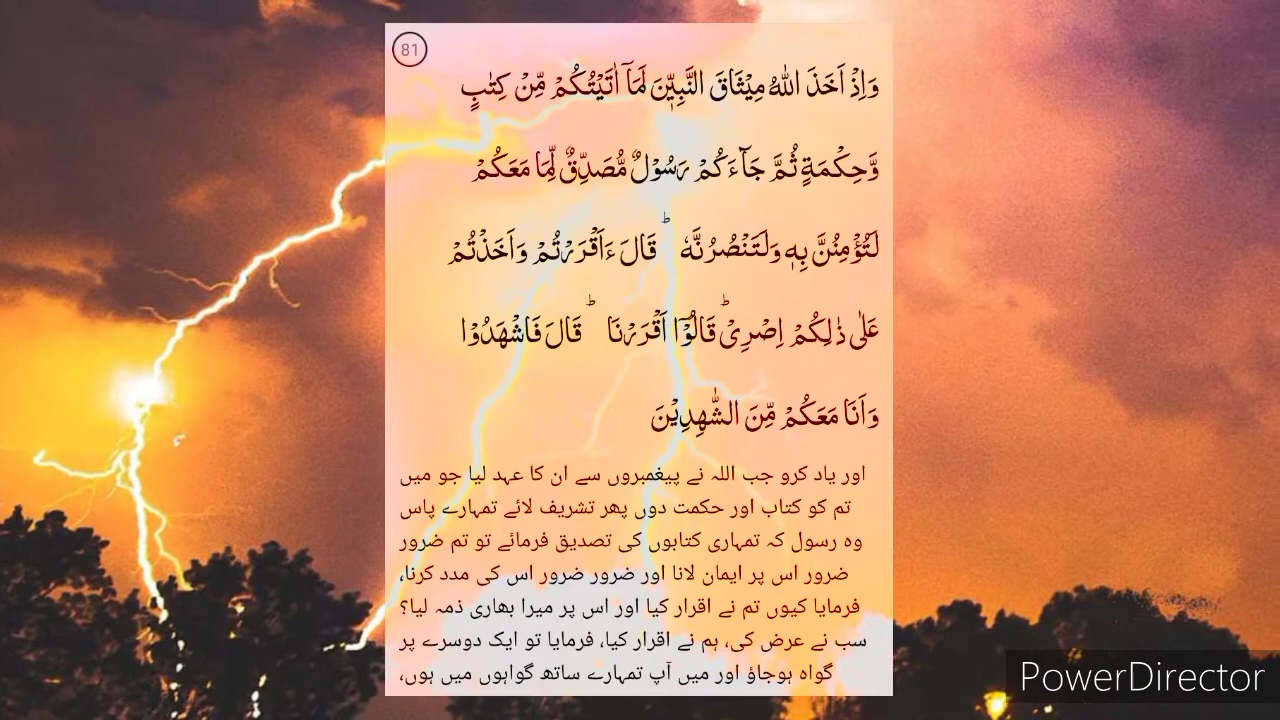 81
وَاِذْ اَخَذَ اللّٰهُ مِيْثَاقَ النَّبِيّٖنَ لَمَاۤ اٰتَيْتُكُمْ مِّنْ كِتٰبٍ
وَّحِكْمَةٍ ثُمَّ جَآءَكُمْ رَسُوْلٌ مُّصَدِّقٌ لِّمَا مَعَكُمْ
لَتُؤْمِنُنَّ بِهٖ وَلَتَنْصُرُنَّهٗ ؕ قَالَ ءَاَقْرَرْتُمْ وَاَخَذْتُمْ
عَلٰى ذٰلِكُمْ اِصْرِىْ ؕ قَالُوْۤا اَقْرَرْنَا ؕ قَالَ فَاشْهَدُوْا
وَاَنَا مَعَكُمْ مِّنَ الشّٰهِدِيْنَ
اور یاد کرو جب اللہ نے پیغمبروں سے ان کا عہد لیا جو میں
تم کو کتاب اور حکمت دوں پھر تشریف لائے تمہارے پاس
وہ رسول کہ تمہاری کتابوں کی تصدیق فرمائے تو تم ضرور
ضرور اس پر ایمان لانا اور ضرور ضرور اس کی مدد کرنا،
فرمایا کیوں تم نے اقرار کیا اور اس پر میرا بھاری ذمہ لیا؟
سب نے عرض کی، ہم نے اقرار کیا، فرمایا تو ایک دوسرے پر
گواہ ہوجاؤ اور میں آپ تمہارے ساتھ گواہوں میں ہوں،
PowerDirector